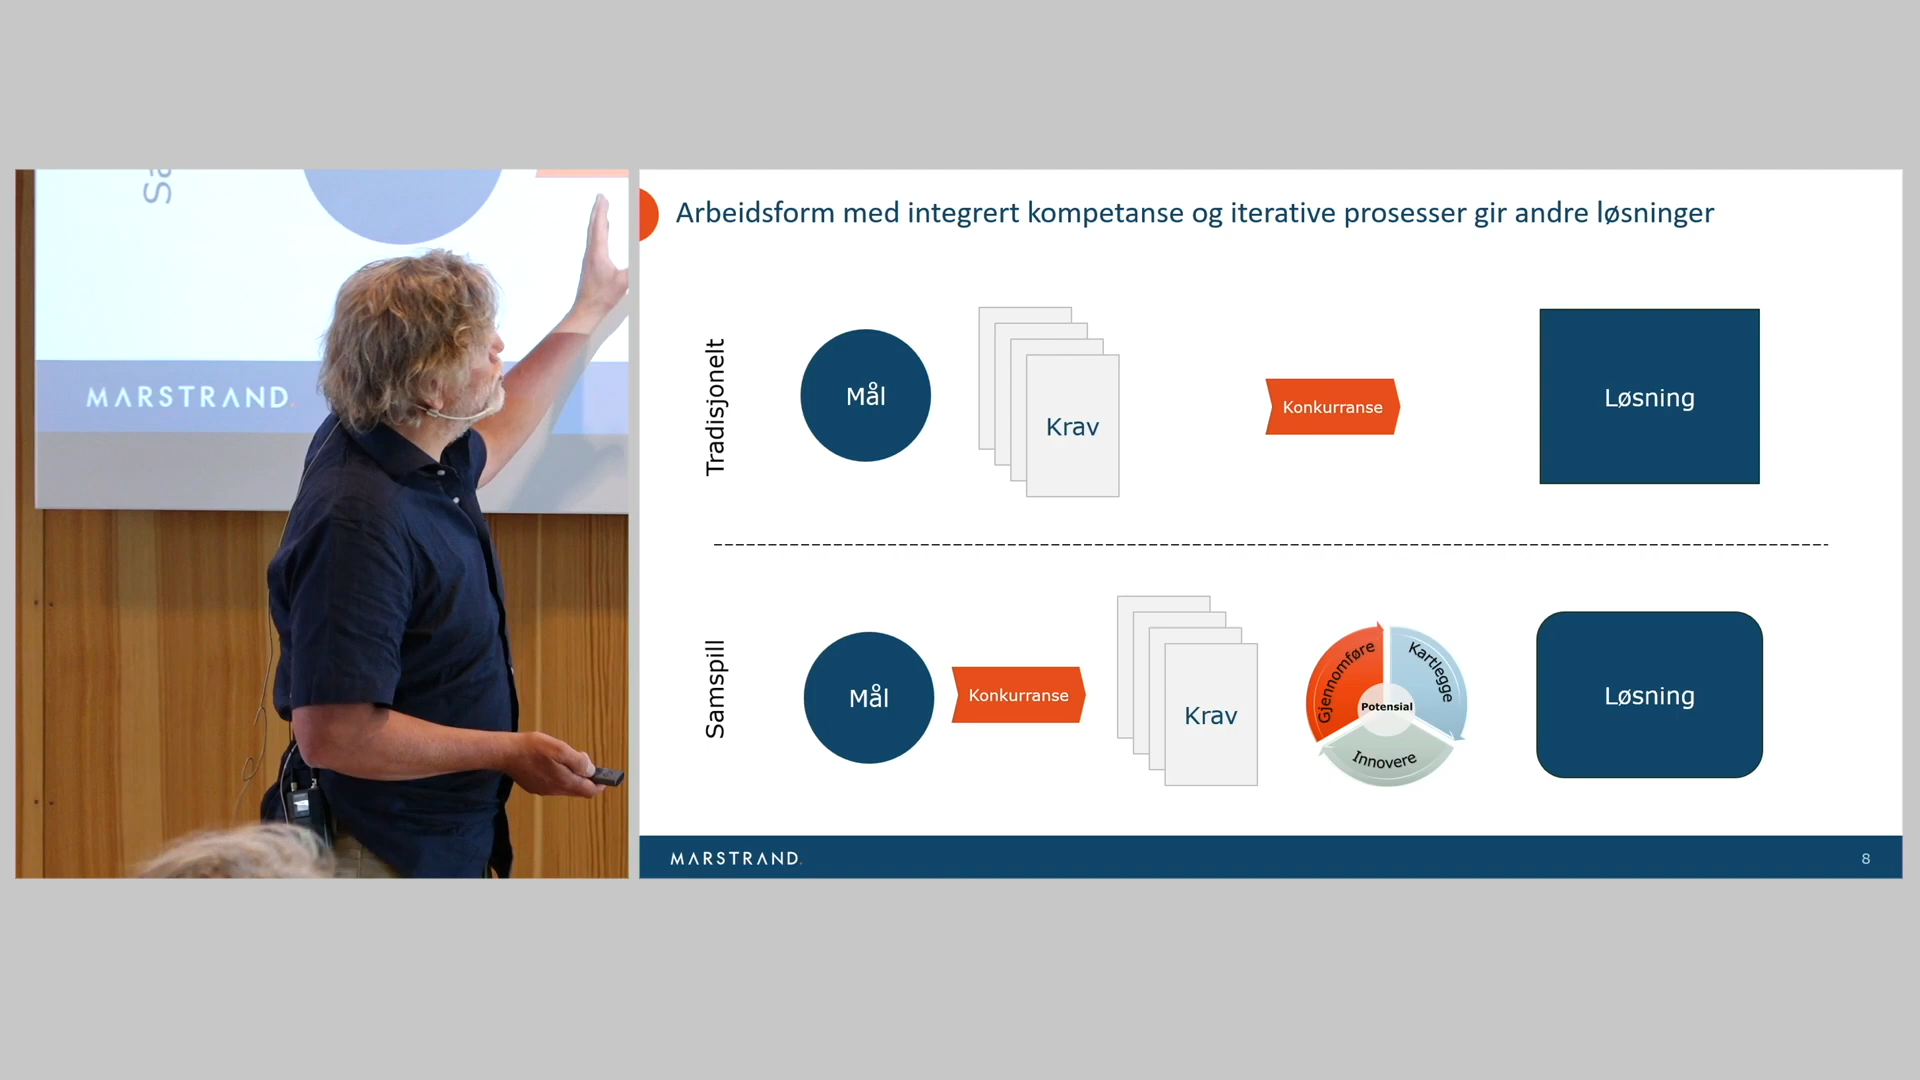 Sa
MARSTRAND.
Arbeidsform med integrert kompetanse og iterative prosesser gir andre løsninger
Tradisjonelt
Mål
Krav
Konkurranse
Løsning
Samspill
Mål
Konkurranse
Krav
Gjennomføre
Kartlegge
Potensial
Innovere
Løsning
MARSTRAND.
8